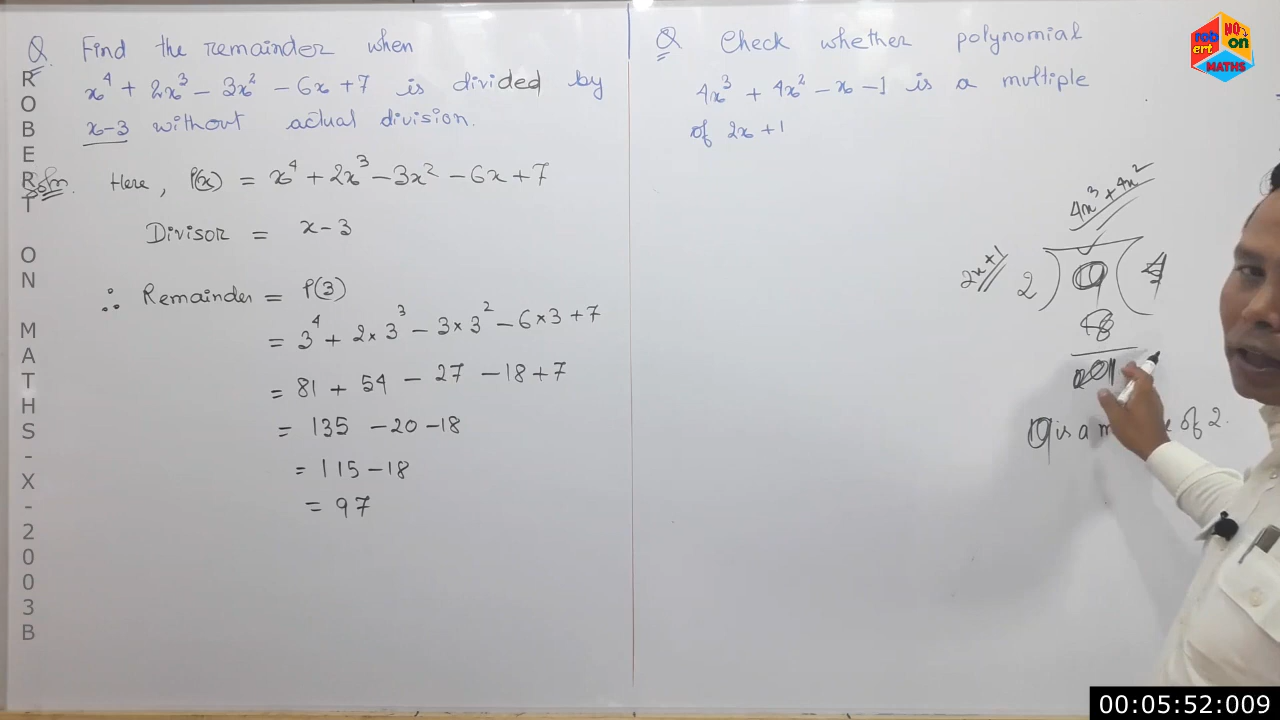 Q Find the remainder when
x⁴ + 2x³ - 3x² - 6x + 7 is divided by
x-3 without actual division.
Soln. Here, P(x) = x⁴ + 2x³ - 3x² - 6x + 7
Divisor = x-3
∴ Remainder = P(3)
= 3⁴ + 2×3³ - 3×3² - 6×3 + 7
= 81 + 54 - 27 - 18 + 7
= 135 - 20 - 18
= 115 - 18
= 97
Q Check whether polynomial
4x³ + 4x² - x - 1 is a multiple
of 2x + 1
4x³ + 4x²
2x+1 2
is a of 2.
ROBERT ON MATHS-X-2003B
robert NO On
MATHS
00:05:52:009